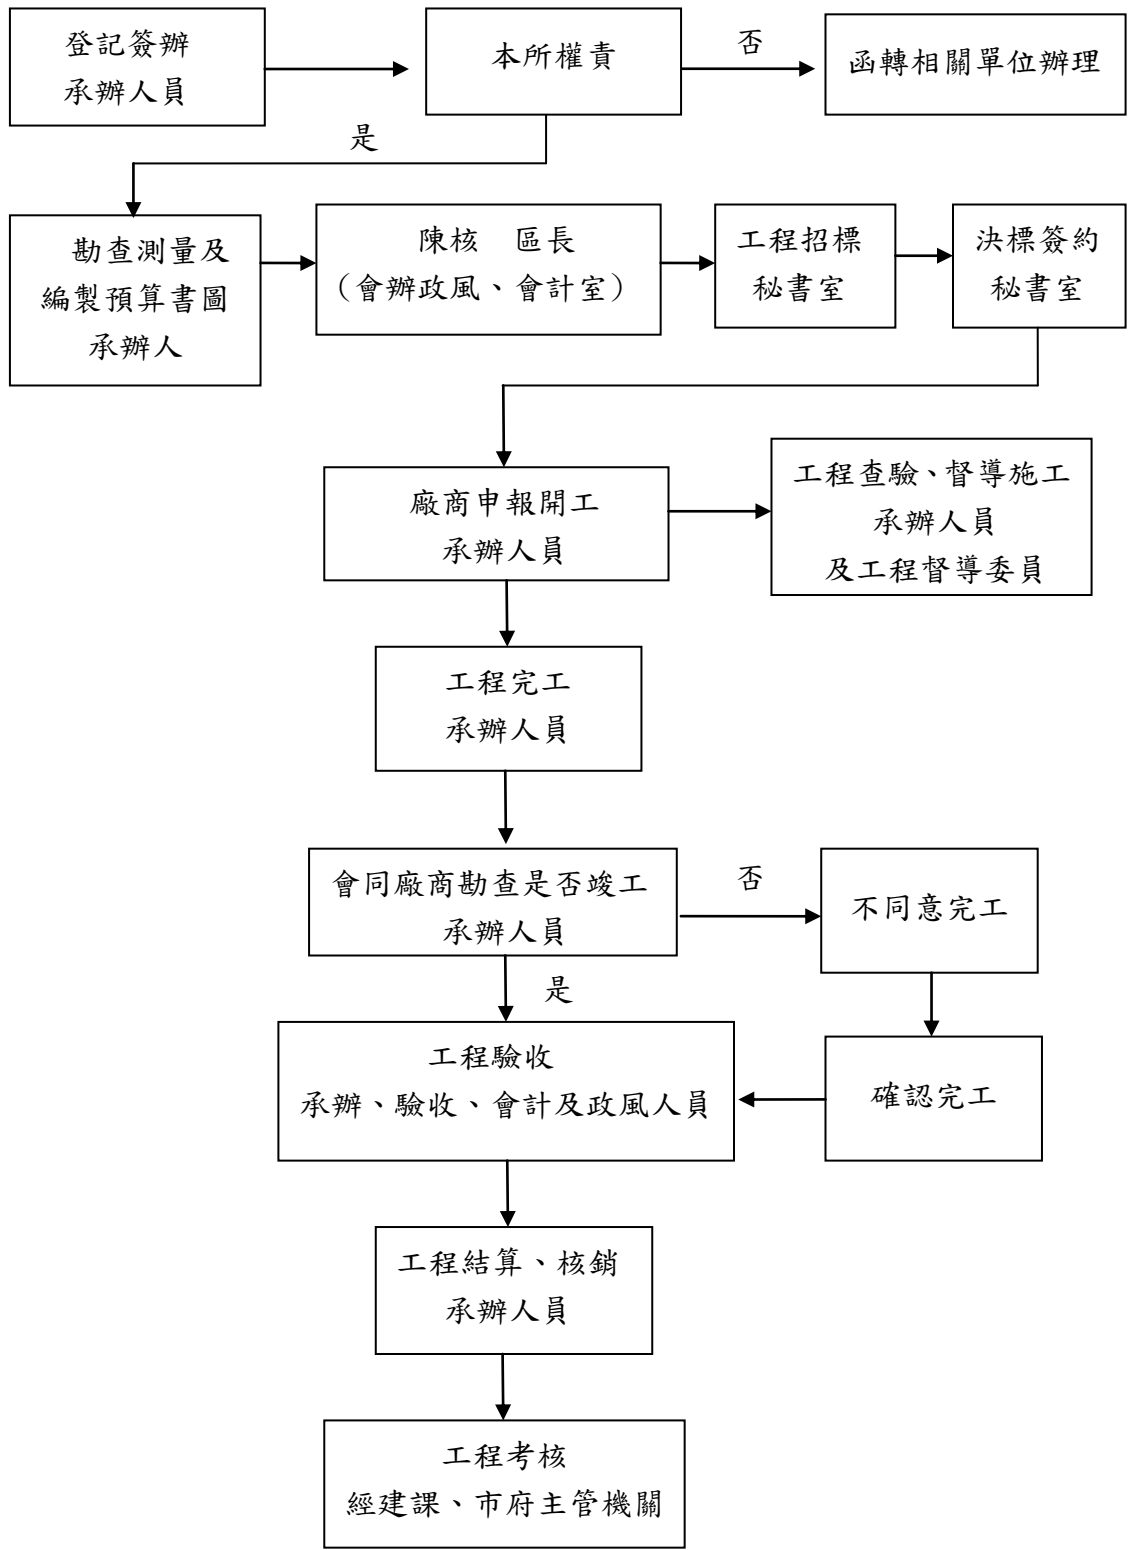 登記簽辦
承辦人員
本所權責
否
函轉相關單位辦理
是
勘查測量及
編製預算書圖
承辦人
陳核　區長
（會辦政風、會計室）
工程招標
秘書室
決標簽約
秘書室
廠商申報開工
承辦人員
工程查驗、督導施工
承辦人員
及工程督導委員
工程完工
承辦人員
會同廠商勘查是否竣工
承辦人員
否
不同意完工
是
工程驗收
承辦、驗收、會計及政風人員
確認完工
工程結算、核銷
承辦人員
工程考核
經建課、市府主管機關